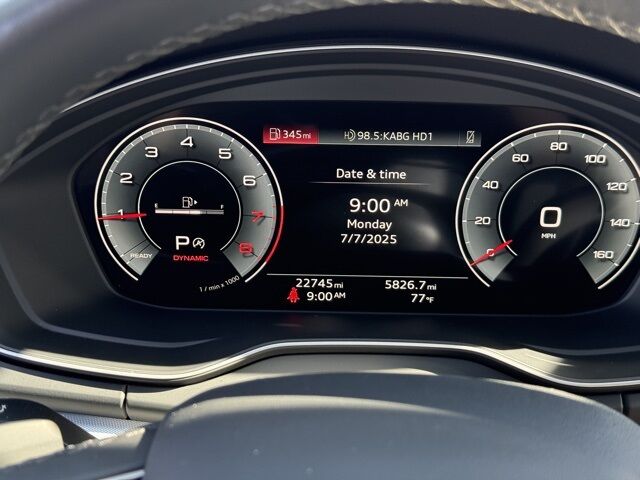 345 mi
98.5:KABG HD1
Date & time
9:00 AM
Monday
7/7/2025
22745 mi
5826.7 mi
9:00 AM
77°F
1
2
3
4
5
6
7
8
E
F
P
READY
DYNAMIC
1 / min x 1000
0
20
40
60
80
100
120
140
160
0
MPH